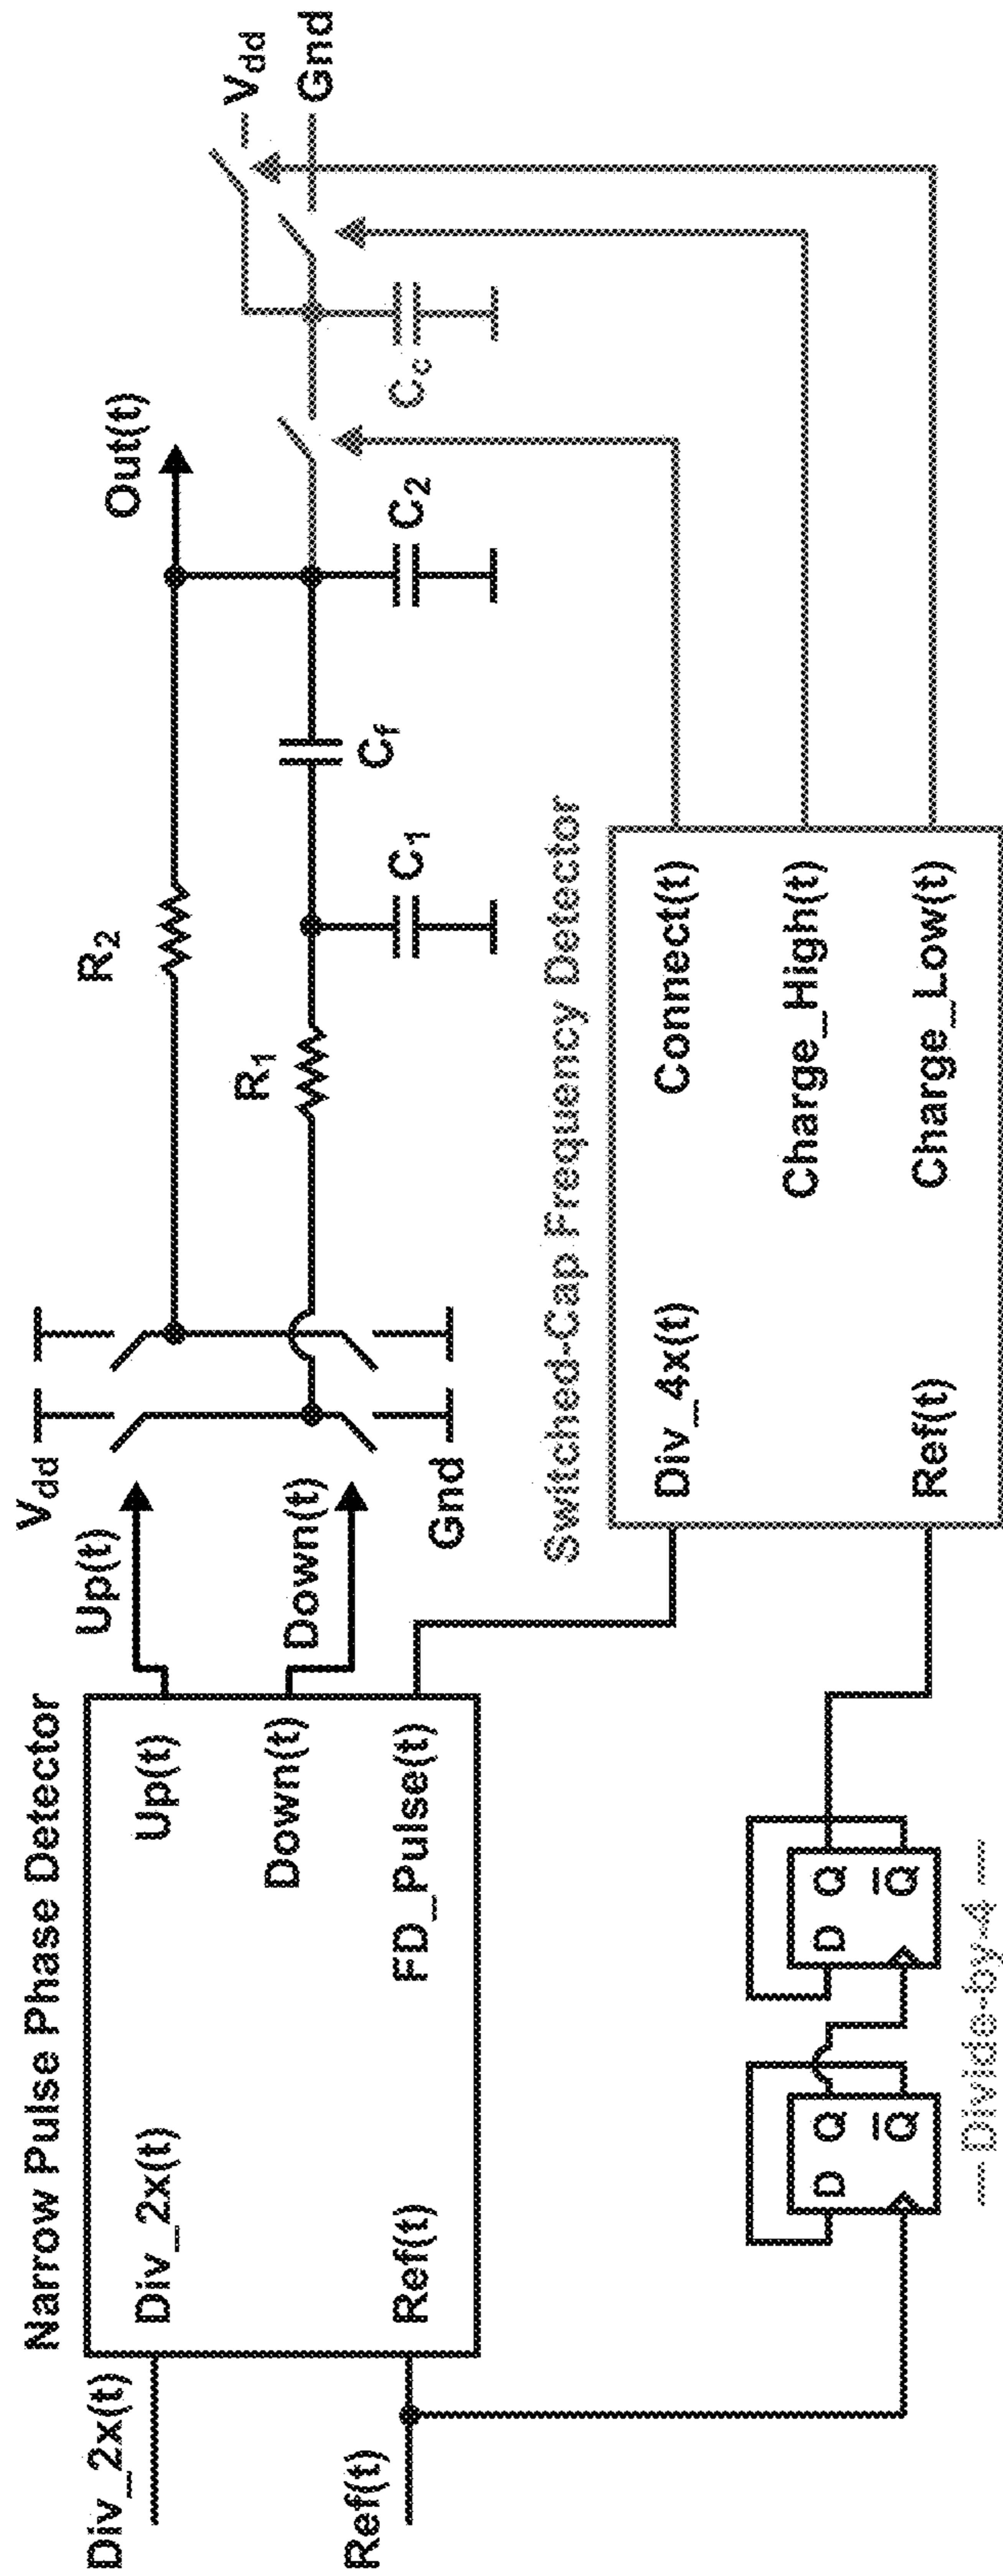 Narrow Pulse Phase Detector
Div_2x(t)
Ref(t)
Div_2x(t)
Ref(t)
Up(t)
Down(t)
FD_Pulse(t)
Up(t)
Down(t)
Vdd
Gnd
R2
R1
C1
Cf
C2
Out(t)
Cc
Vdd
Gnd
Switched-Cap Frequency Detector
Div_4x(t)
Ref(t)
Connect(t)
Charge_High(t)
Charge_Low(t)
D Q
Q
D Q
Q
Divide-by-4